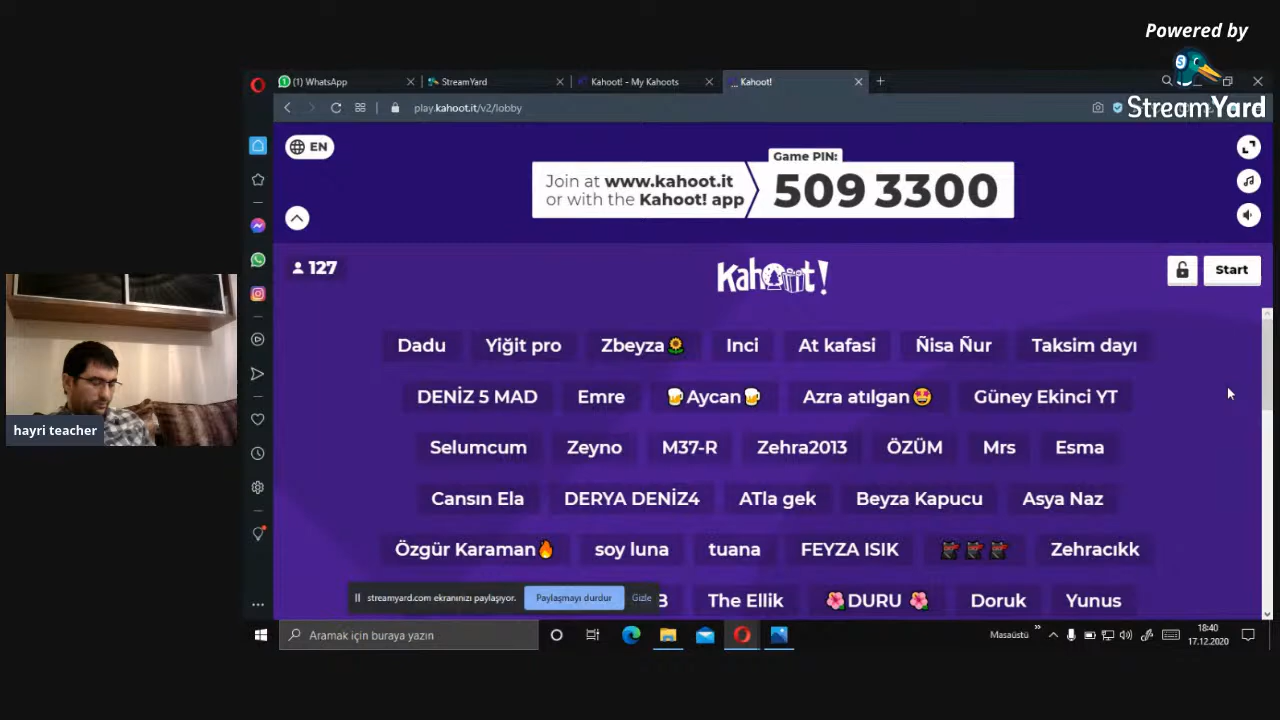 Powered by
StreamYard
(1) WhatsApp
StreamYard
Kahoot! - My Kahoots
Kahoot!
play.kahoot.it/v2/lobby
EN
Join at www.kahoot.it
or with the Kahoot! app
Game PIN:
509 3300
127
Kahoot!
Start
Dadu Yiğit pro Zbeyza🌻 Inci At kafasi Ñisa Ñur Taksim dayı
DENİZ 5 MAD Emre 🍺Aycan🍺 Azra atılgan🤩 Güney Ekinci YT
Selumcum Zeyno M37-R Zehra2013 ÖZÜM Mrs Esma
Cansın Ela DERYA DENİZ4 ATla gek Beyza Kapucu Asya Naz
Özgür Karaman🔥 soy luna tuana FEYZA ISIK Zehracıkk
The Ellik 🌺DURU 🌺 Doruk Yunus
streamyard.com ekranınızı paylaşıyor. Paylaşmayı durdur Gizle
hayri teacher
Aramak için buraya yazın
Masaüstü
18:40
17.12.2020